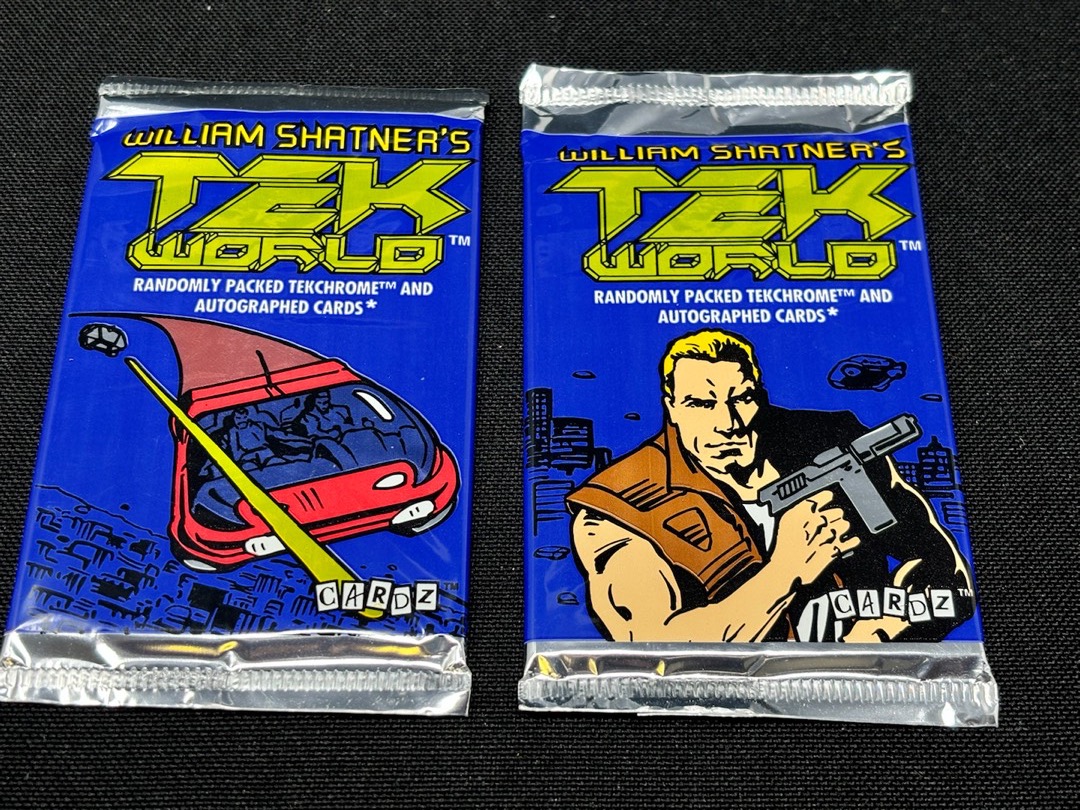 WILLIAM SHATNER'S
TEK
WORLD™
RANDOMLY PACKED TEKCHROME™ AND
AUTOGRAPHED CARDS*
CARDZ™
WILLIAM SHATNER'S
TEK
WORLD™
RANDOMLY PACKED TEKCHROME™ AND
AUTOGRAPHED CARDS*
CARDZ™